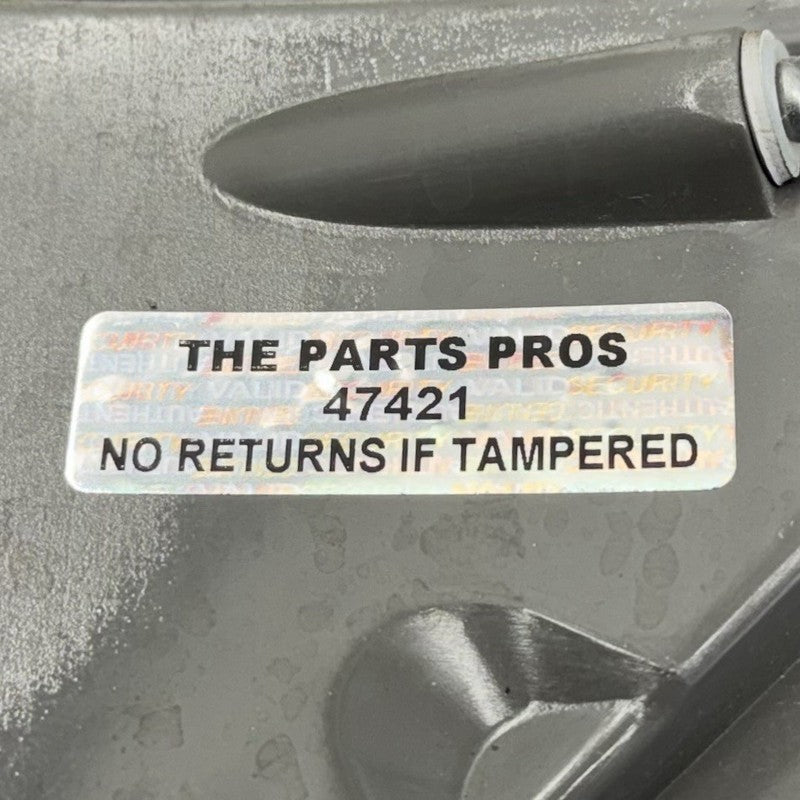 THE PARTS PROS
47421
NO RETURNS IF TAMPERED